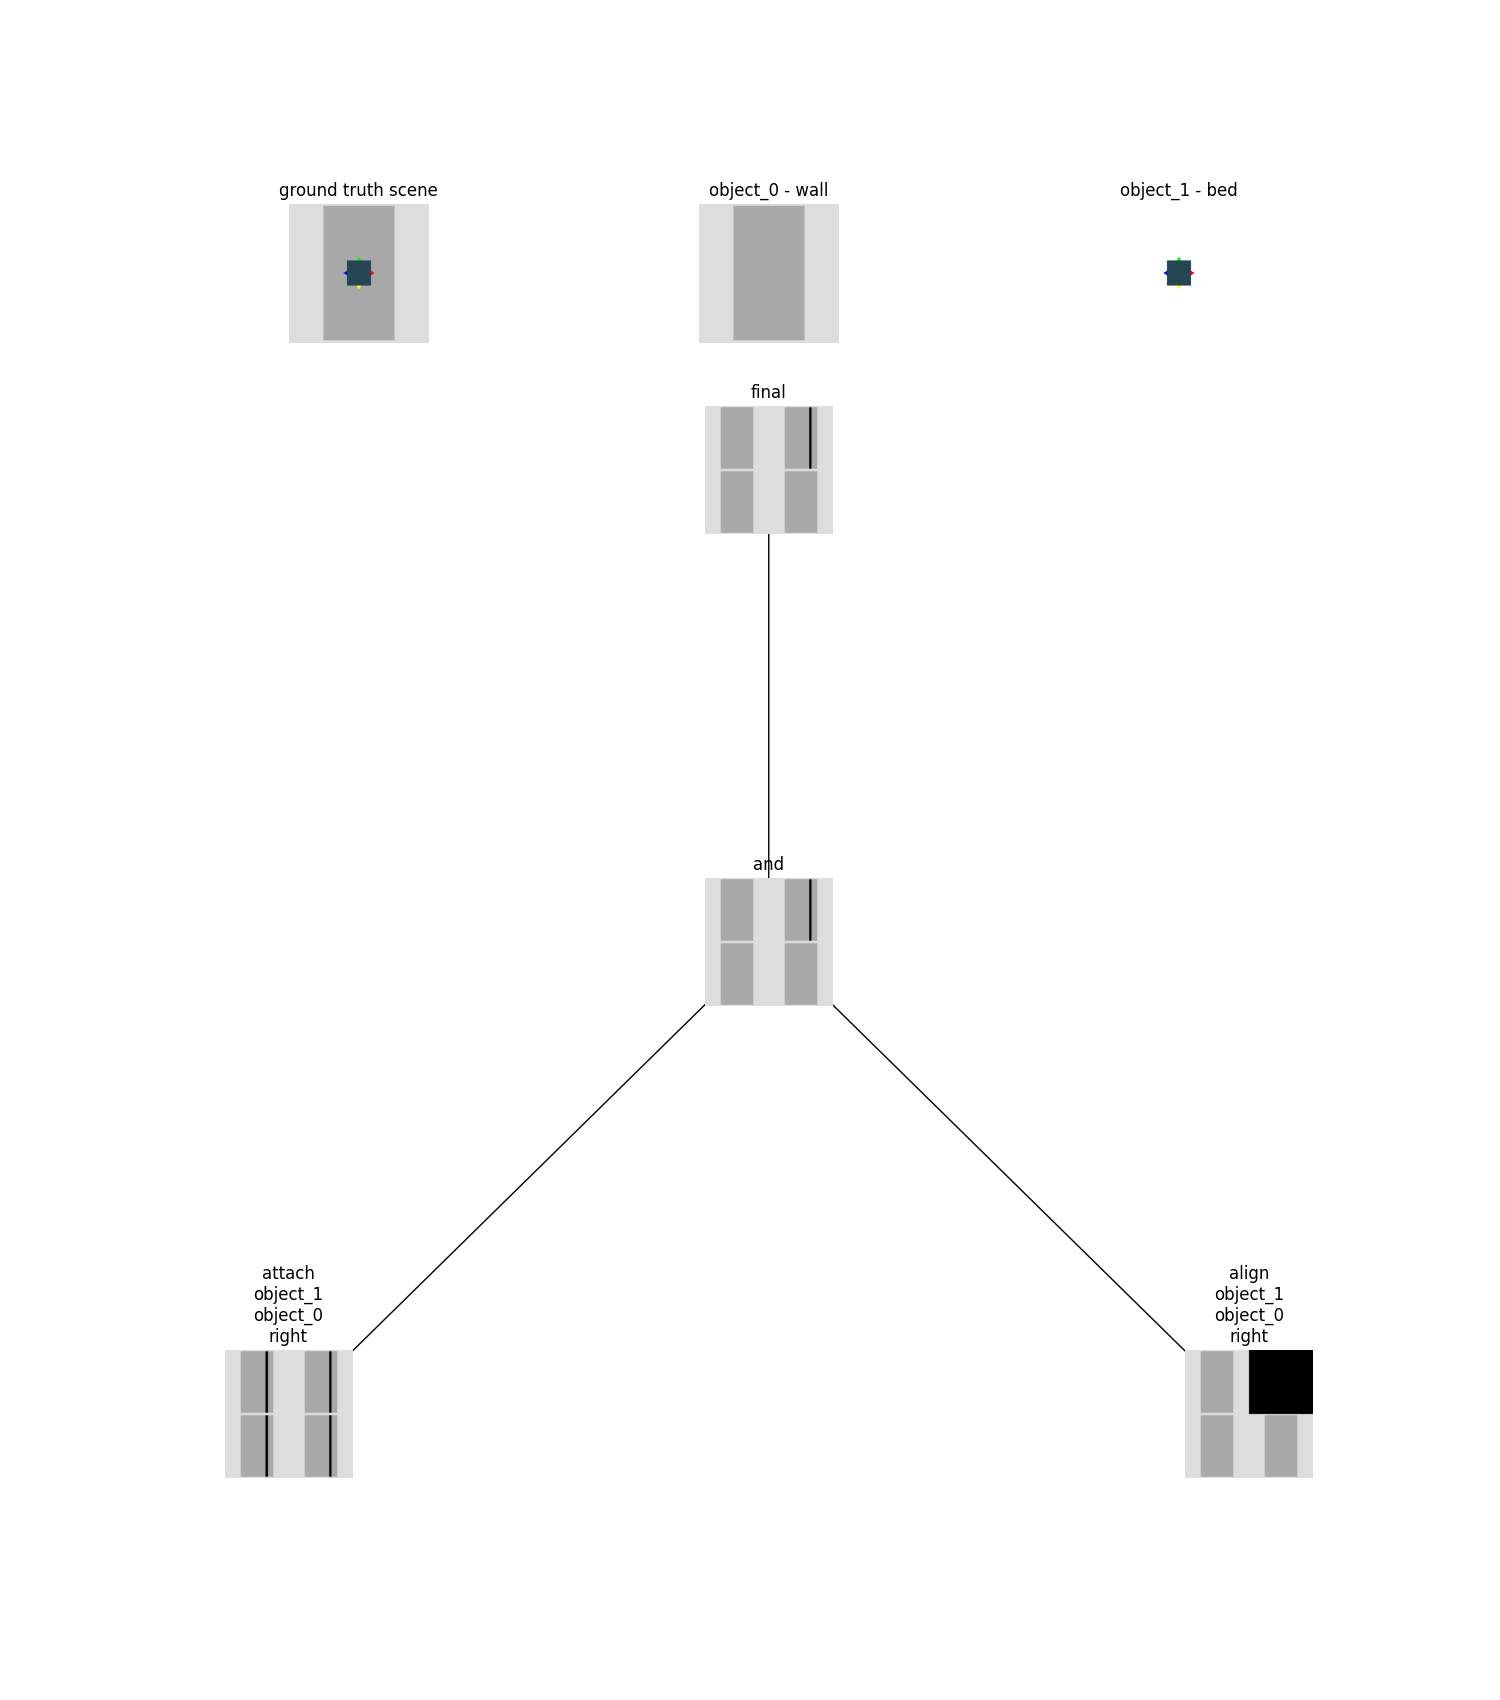 ground truth scene
object_0 - wall
object_1 - bed
final
and
attach
object_1
object_0
right
align
object_1
object_0
right